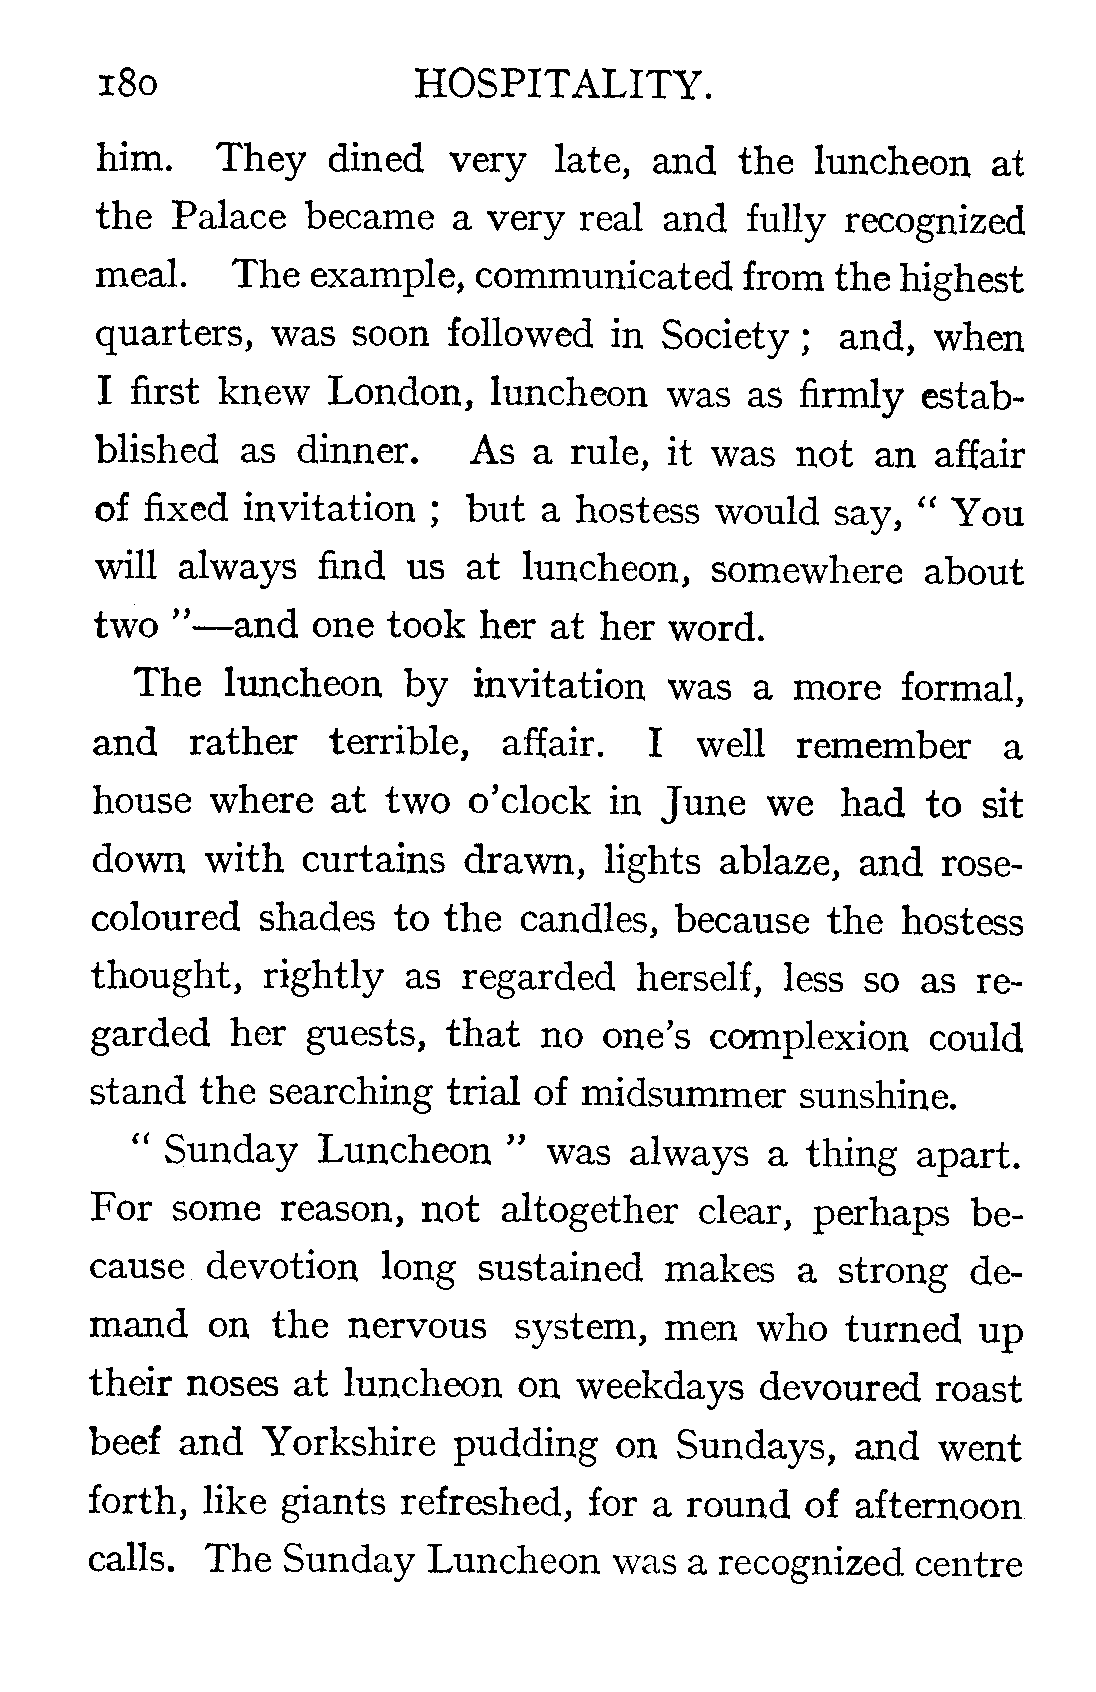 180 HOSPITALITY.
him. They dined very late, and the luncheon at
the Palace became a very real and fully recognized
meal. The example, communicated from the highest
quarters, was soon followed in Society ; and, when
I first knew London, luncheon was as firmly estab-
blished as dinner. As a rule, it was not an affair
of fixed invitation ; but a hostess would say, “ You
will always find us at luncheon, somewhere about
two ”—and one took her at her word.
The luncheon by invitation was a more formal,
and rather terrible, affair. I well remember a
house where at two o’clock in June we had to sit
down with curtains drawn, lights ablaze, and rose-
coloured shades to the candles, because the hostess
thought, rightly as regarded herself, less so as re-
garded her guests, that no one’s complexion could
stand the searching trial of midsummer sunshine.
“ Sunday Luncheon ” was always a thing apart.
For some reason, not altogether clear, perhaps be-
cause devotion long sustained makes a strong de-
mand on the nervous system, men who turned up
their noses at luncheon on weekdays devoured roast
beef and Yorkshire pudding on Sundays, and went
forth, like giants refreshed, for a round of afternoon
calls. The Sunday Luncheon was a recognized centre